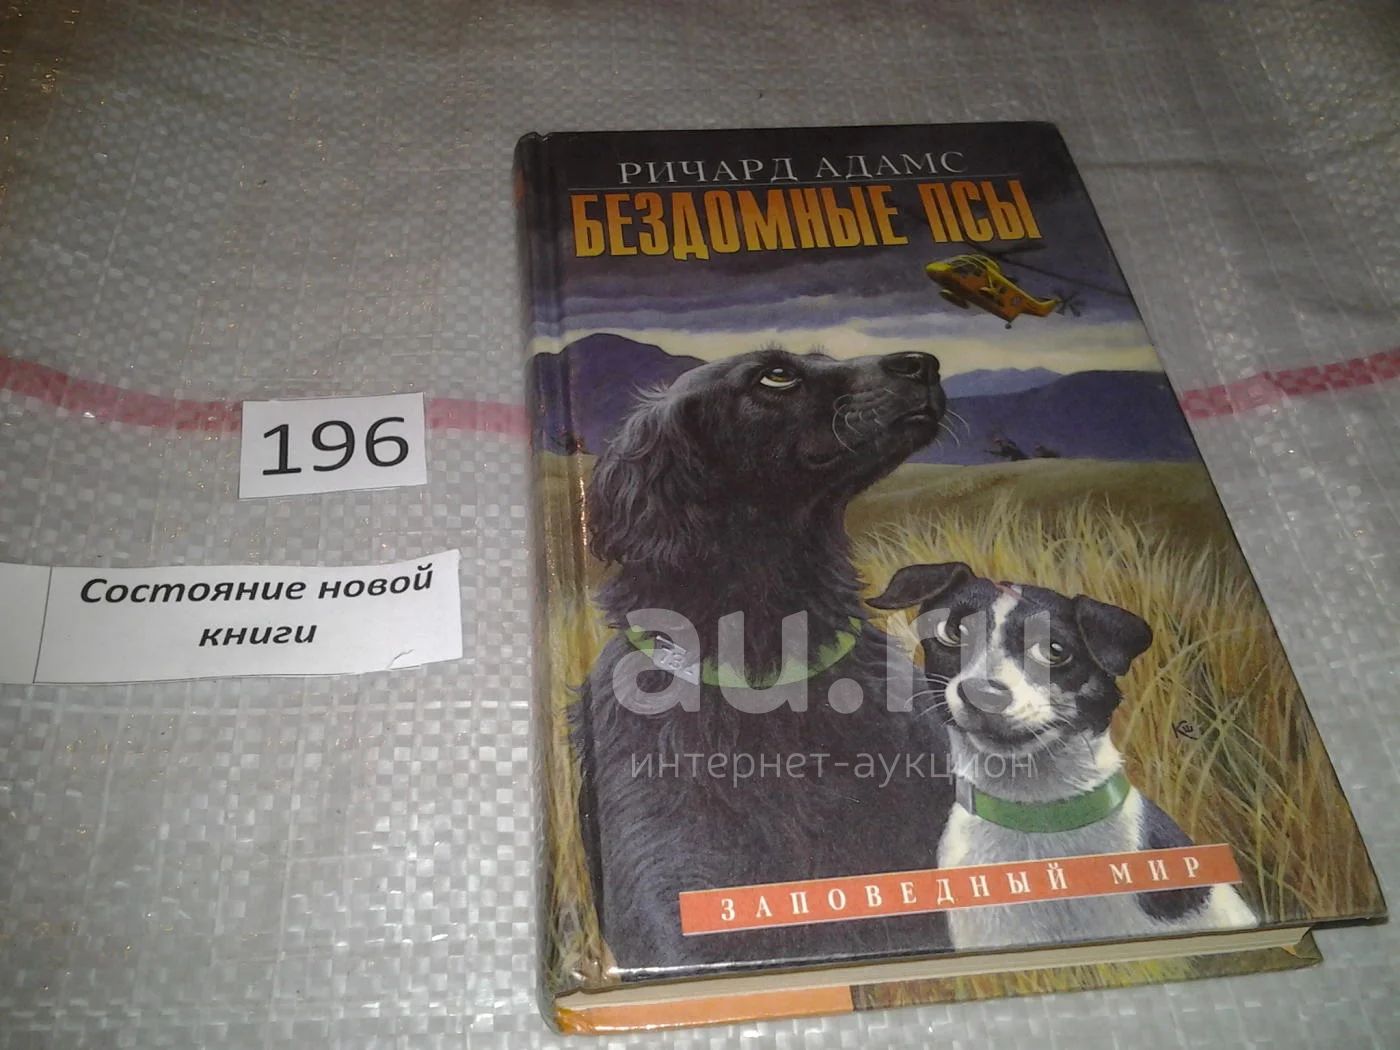 РИЧАРД АДАМС
БЕЗДОМНЫЕ ПСЫ
196
Состояние новой
книги
au.ru
интернет-аукцион
ЗАПОВЕДНЫЙ МИР